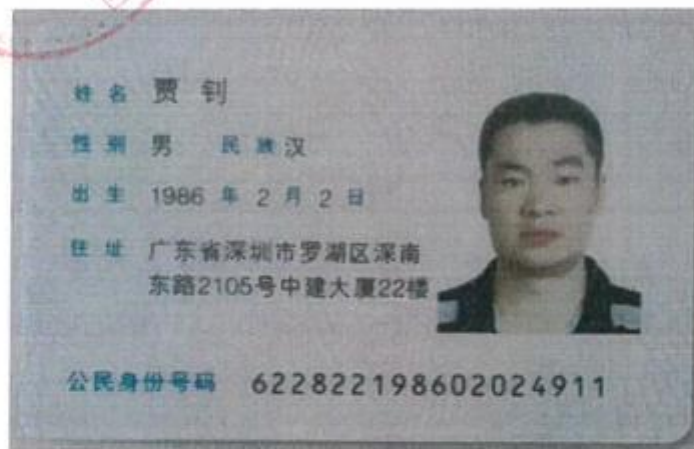 姓名 贾钊
性别 男 民族 汉
出生 1986 年 2 月 2 日
住址 广东省深圳市罗湖区深南
东路2105号中建大厦22楼
公民身份号码 622822198602024911